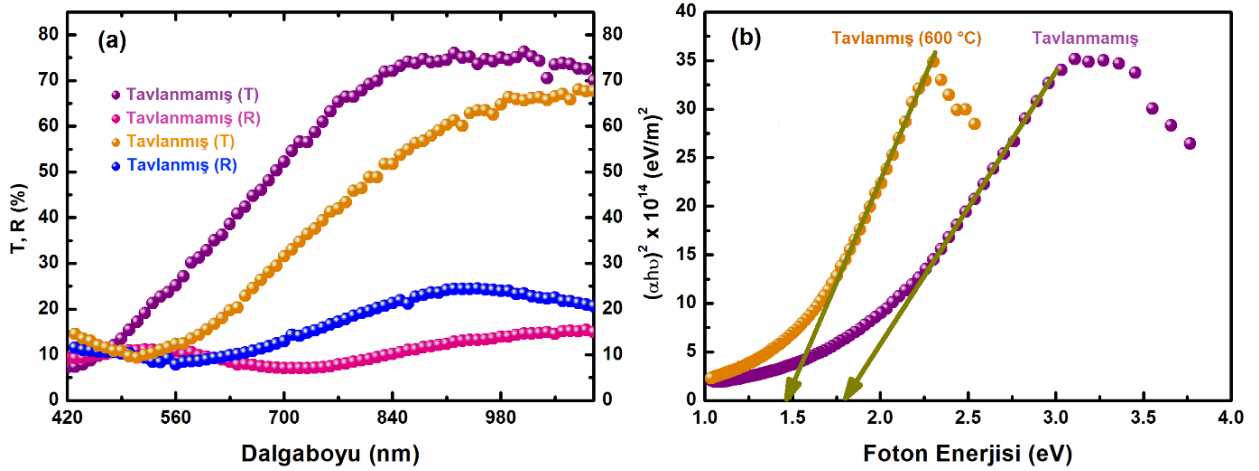 (a)
Tavlanmamış (T)
Tavlanmamış (R)
Tavlanmış (T)
Tavlanmış (R)
T, R (%)
80
70
60
50
40
30
20
10
0
80
70
60
50
40
30
20
10
0
420 560 700 840 980
Dalgaboyu (nm)
(b)
Tavlanmış (600 °C)
Tavlanmamış
(αhυ)² x 10¹⁴ (eV/m)²
40
35
30
25
20
15
10
5
0
1.0 1.5 2.0 2.5 3.0 3.5 4.0
Foton Enerjisi (eV)